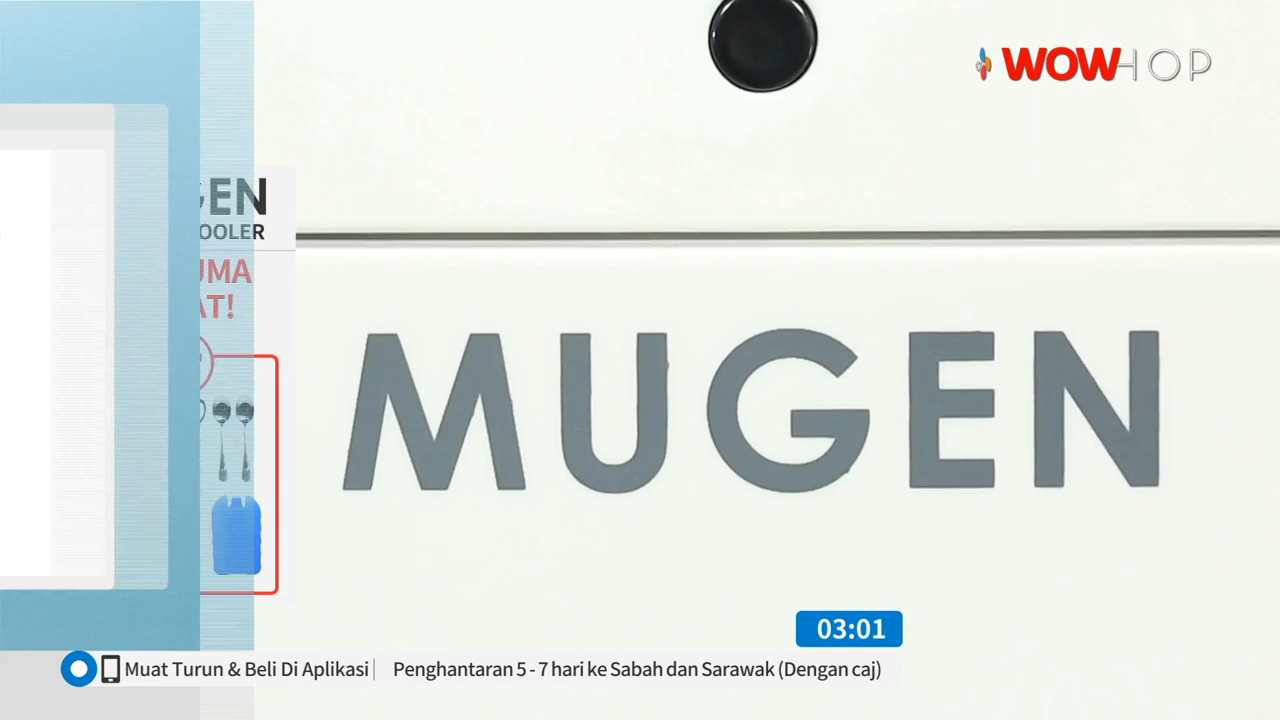 WOWHOP
EN
OOLER
UMA
AT!
MUGEN
03:01
Muat Turun & Beli Di Aplikasi
Penghantaran 5 - 7 hari ke Sabah dan Sarawak (Dengan caj)